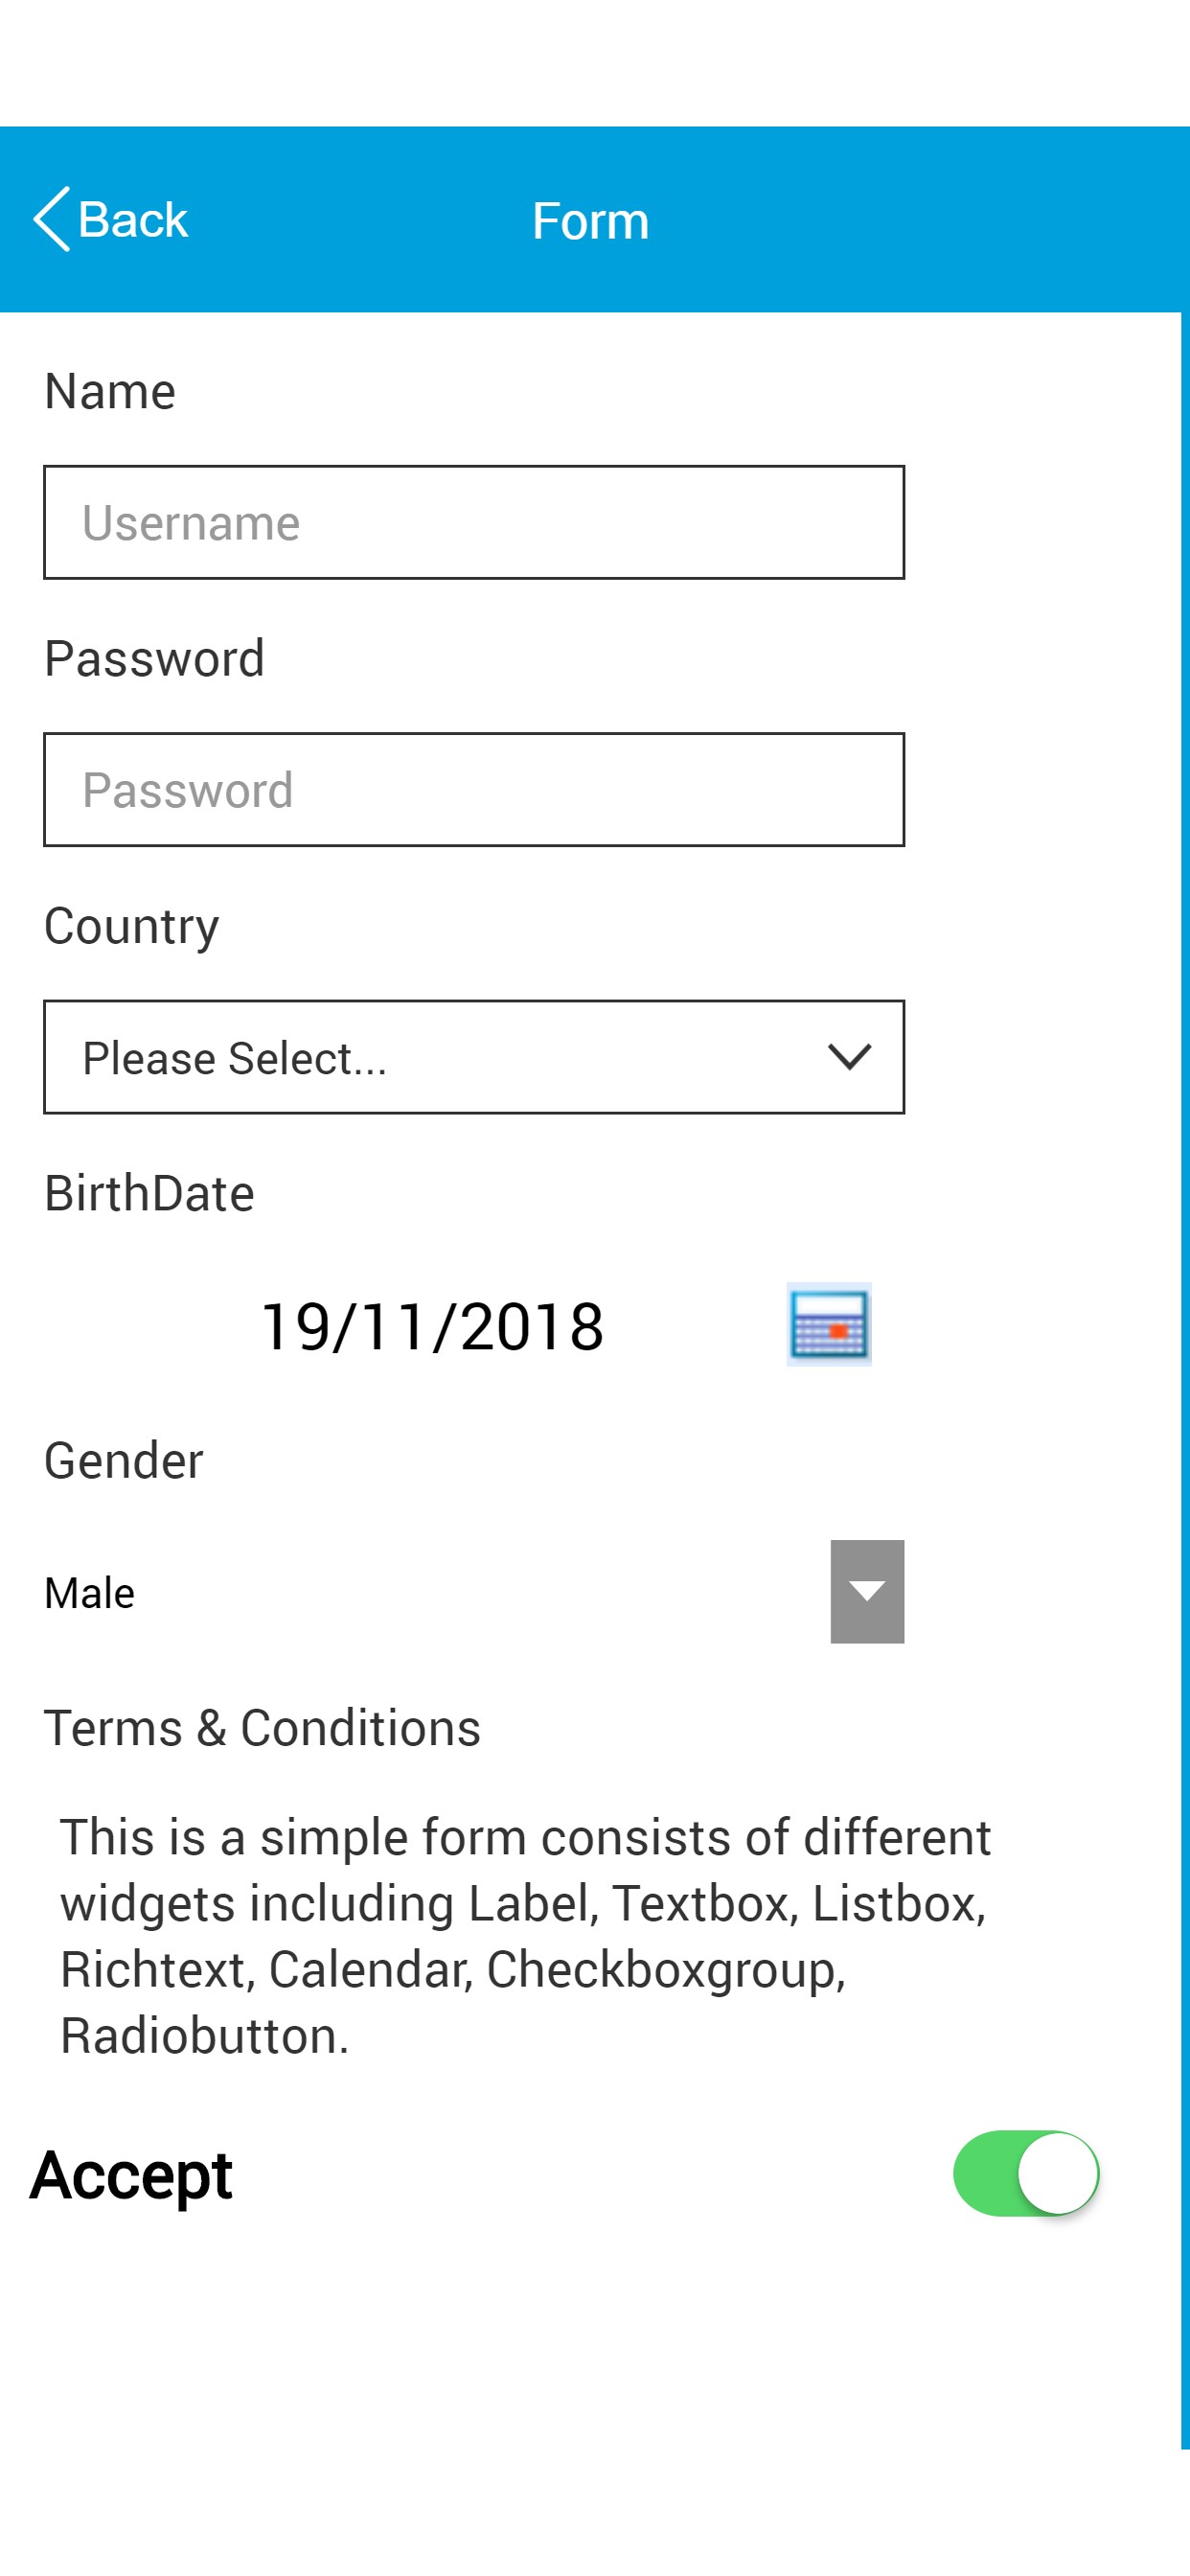 Back
Form
Name
Username
Password
Password
Country
Please Select...
BirthDate
19/11/2018
Gender
Male
Terms & Conditions
This is a simple form consists of different
widgets including Label, Textbox, Listbox,
Richtext, Calendar, Checkboxgroup,
Radiobutton.
Accept